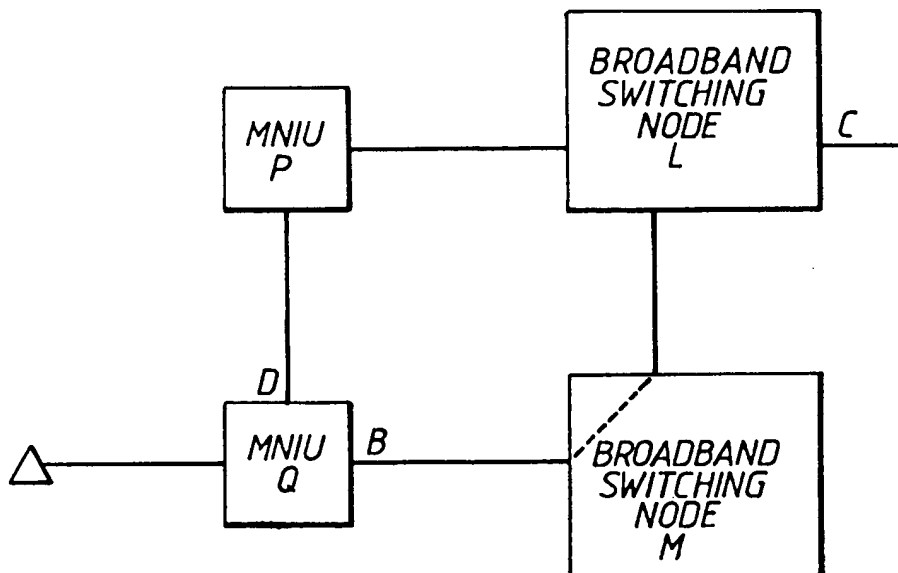 BROADBAND
SWITCHING
NODE
L
C
MNIU
P
D
MNIU
Q
B
BROADBAND
SWITCHING
NODE
M